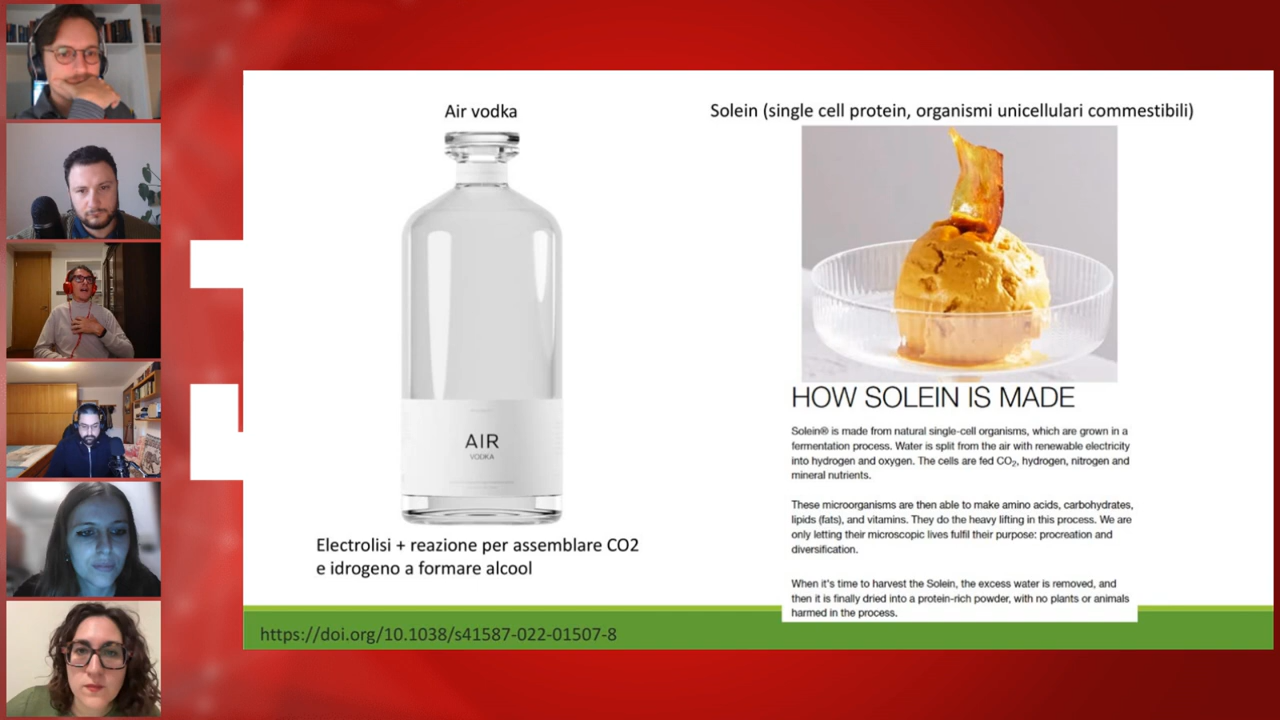 Air vodka
AIR
VODKA
Electrolisi + reazione per assemblare CO2
e idrogeno a formare alcool
Solein (single cell protein, organismi unicellulari commestibili)
HOW SOLEIN IS MADE
Solein® is made from natural single-cell organisms, which are grown in a
fermentation process. Water is split from the air with renewable electricity
into hydrogen and oxygen. The cells are fed CO₂, hydrogen, nitrogen and
mineral nutrients.
These microorganisms are then able to make amino acids, carbohydrates,
lipids (fats), and vitamins. They do the heavy lifting in this process. We are
only letting their microscopic lives fulfil their purpose: procreation and
diversification.
When it's time to harvest the Solein, the excess water is removed, and
then it is finally dried into a protein-rich powder, with no plants or animals
harmed in the process.
https://doi.org/10.1038/s41587-022-01507-8